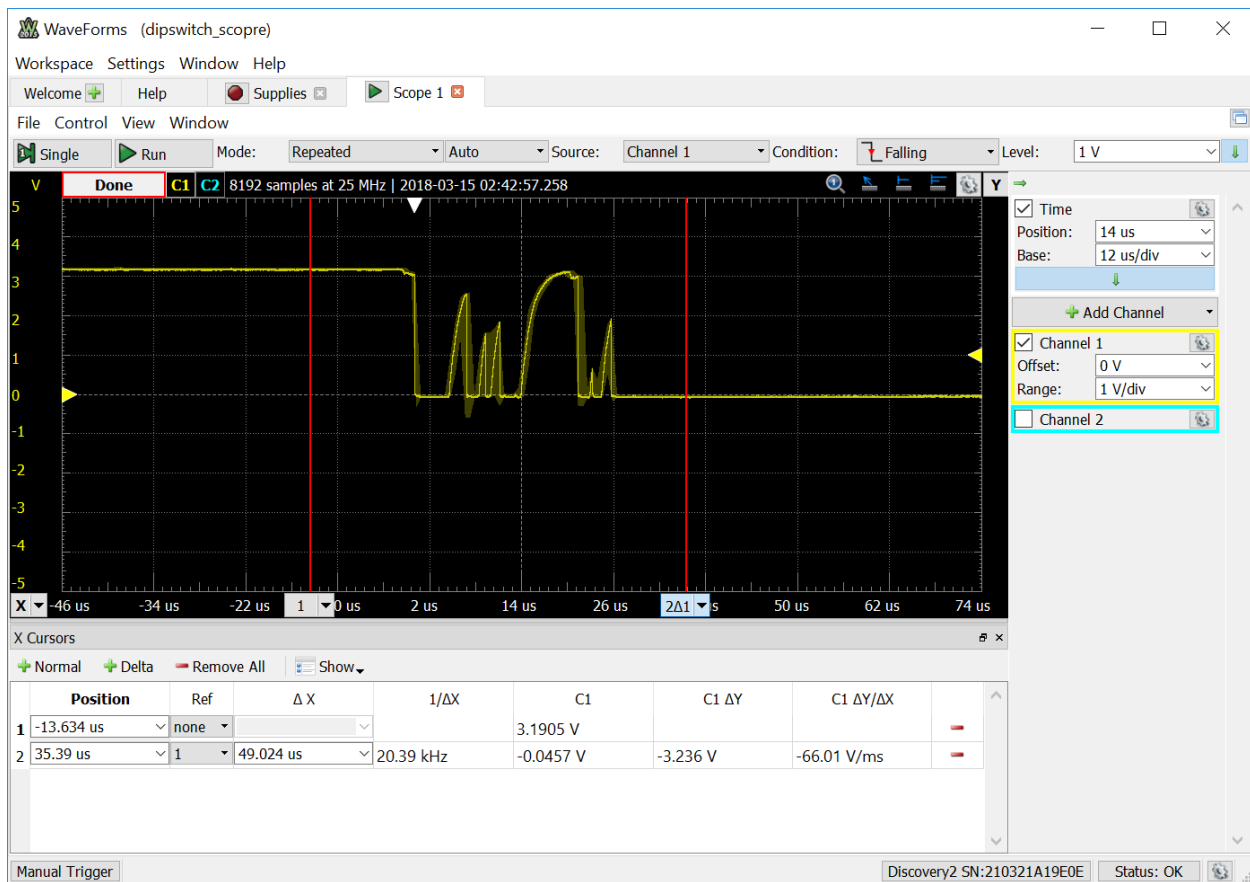 WaveForms (dipswitch_scopre)
Workspace Settings Window Help
Welcome Help Supplies Scope 1
File Control View Window
Single Run Mode: Repeated Auto Source: Channel 1 Condition: Falling Level: 1 V
V Done C1 C2 8192 samples at 25 MHz | 2018-03-15 02:42:57.258 Y
5
4
3
2
1
0
-1
-2
-3
-4
-5
X -46 us -34 us -22 us 1 0 us 2 us 14 us 26 us 2Δ1 s 50 us 62 us 74 us
Time
Position: 14 us
Base: 12 us/div
Add Channel
Channel 1
Offset: 0 V
Range: 1 V/div
Channel 2
X Cursors
Normal Delta Remove All Show
Position Ref Δ X 1/ΔX C1 C1 ΔY C1 ΔY/ΔX
1 -13.634 us none 3.1905 V
2 35.39 us 1 49.024 us 20.39 kHz -0.0457 V -3.236 V -66.01 V/ms
Manual Trigger Discovery2 SN:210321A19E0E Status: OK